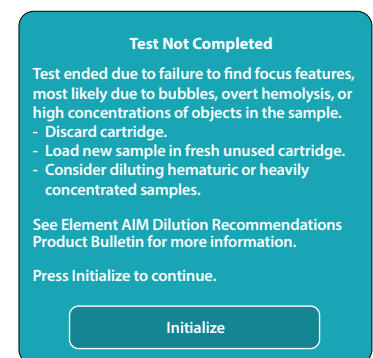 Test Not Completed
Test ended due to failure to find focus features,
most likely due to bubbles, overt hemolysis, or
high concentrations of objects in the sample.
- Discard cartridge.
- Load new sample in fresh unused cartridge.
- Consider diluting hematuric or heavily
concentrated samples.
See Element AIM Dilution Recommendations
Product Bulletin for more information.
Press Initialize to continue.
Initialize